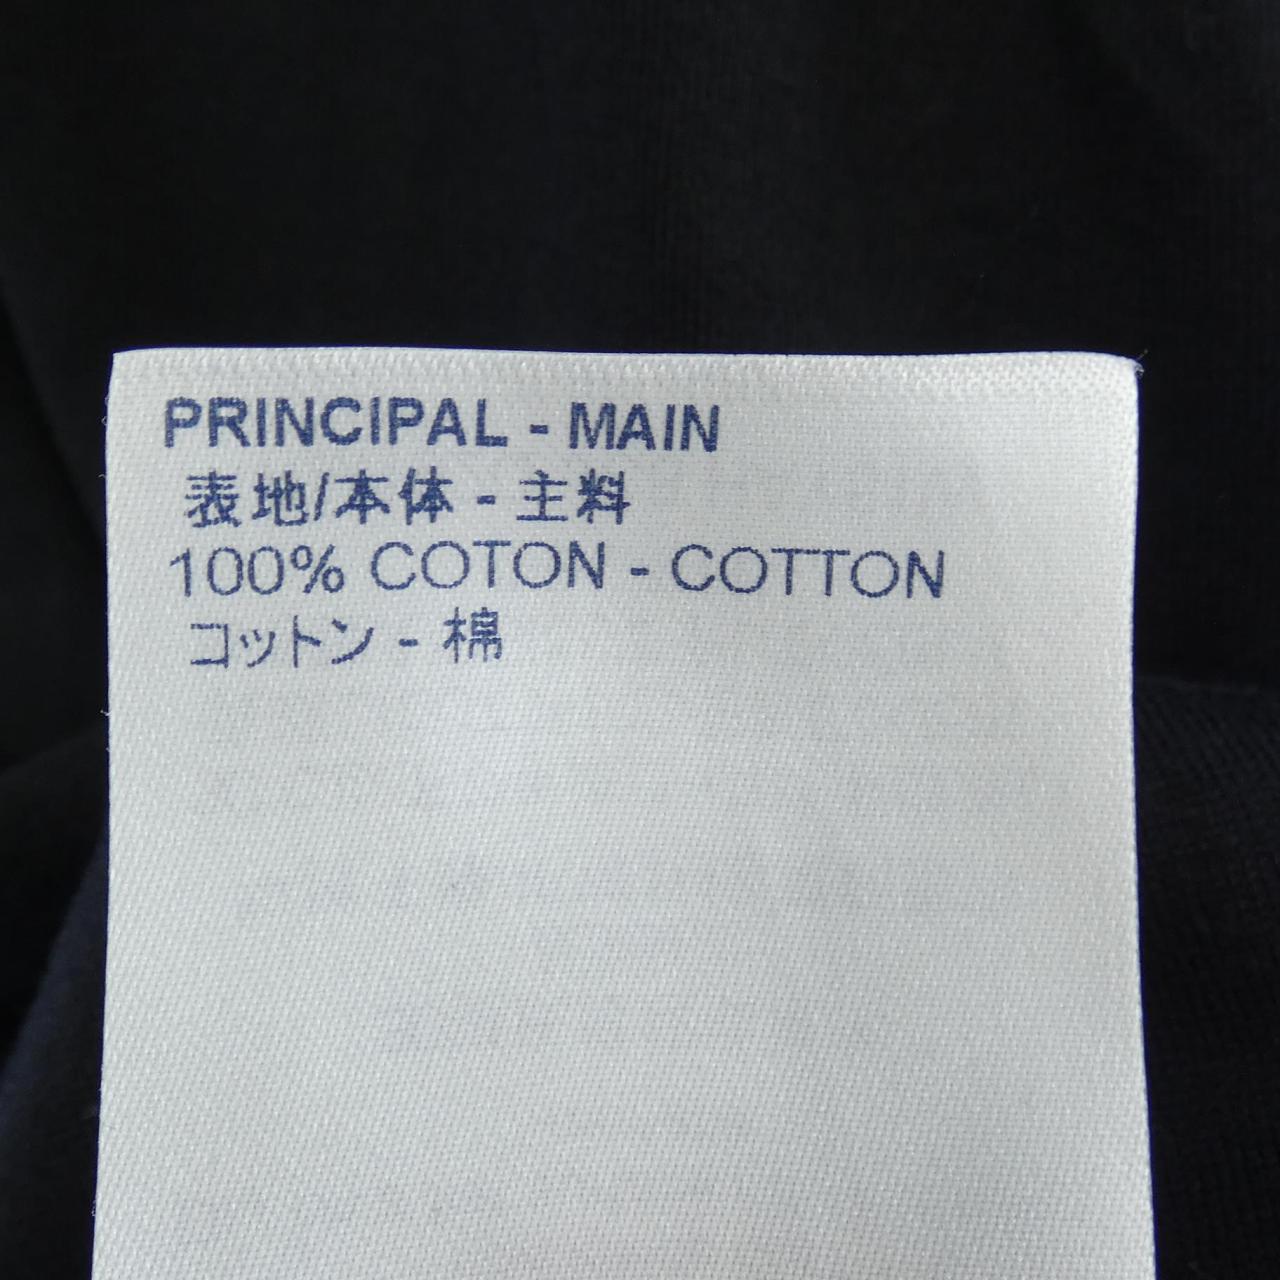 PRINCIPAL - MAIN
表地/本体 - 主料
100% COTON - COTTON
コットン - 棉